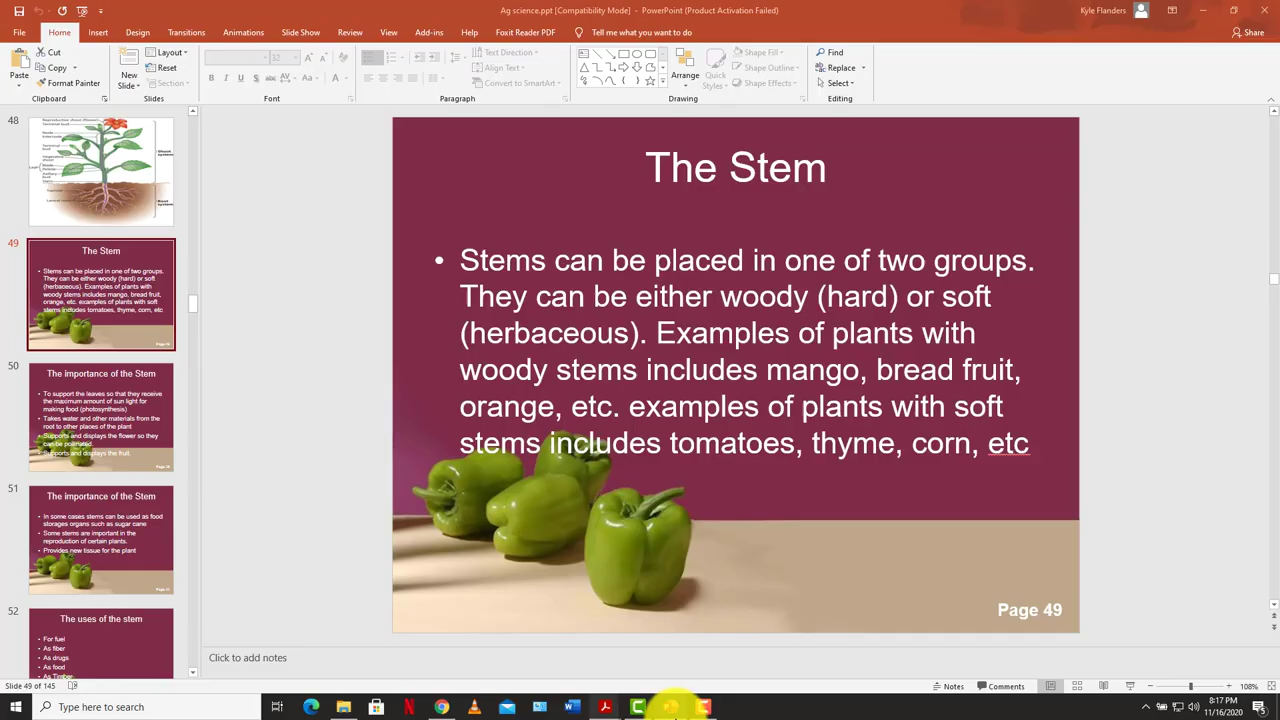 Ag science.ppt [Compatibility Mode] - PowerPoint (Product Activation Failed)
Kyle Flanders
File Home Insert Design Transitions Animations Slide Show Review View Add-ins Help Foxit Reader PDF Tell me what you want to do
Share
Paste
Cut
Copy
Format Painter
Clipboard
New
Slide
Layout
Reset
Section
Slides
32
Font
Text Direction
Align Text
Convert to SmartArt
Paragraph
Arrange
Quick
Styles
Shape Fill
Shape Outline
Shape Effects
Drawing
Find
Replace
Select
Editing
48
49
The Stem
• Stems can be placed in one of two groups.
They can be either woody (hard) or soft
(herbaceous). Examples of plants with
woody stems includes mango, bread fruit,
orange, etc. examples of plants with soft
stems includes tomatoes, thyme, corn, etc
50
The importance of the Stem
• To support the leaves so that they receive
the maximum amount of sun light for
making food (photosynthesis)
• Takes water and other materials from the
root to other places of the plant
• Supports and displays the flower so they
can be pollinated.
• Supports and displays the fruit.
51
The importance of the Stem
• In some cases stems can be used as food
storages organs such as sugar cane
• Some stems are important in the
reproduction of certain plants.
• Provides new tissue for the plant
52
The uses of the stem
• For fuel
• As fiber
• As drugs
• As food
• As Timber
The Stem
• Stems can be placed in one of two groups.
They can be either woody (hard) or soft
(herbaceous). Examples of plants with
woody stems includes mango, bread fruit,
orange, etc. examples of plants with soft
stems includes tomatoes, thyme, corn, etc
Page 49
Click to add notes
Slide 49 of 145
Notes
Comments
108%
Type here to search
8:17 PM
11/16/2020